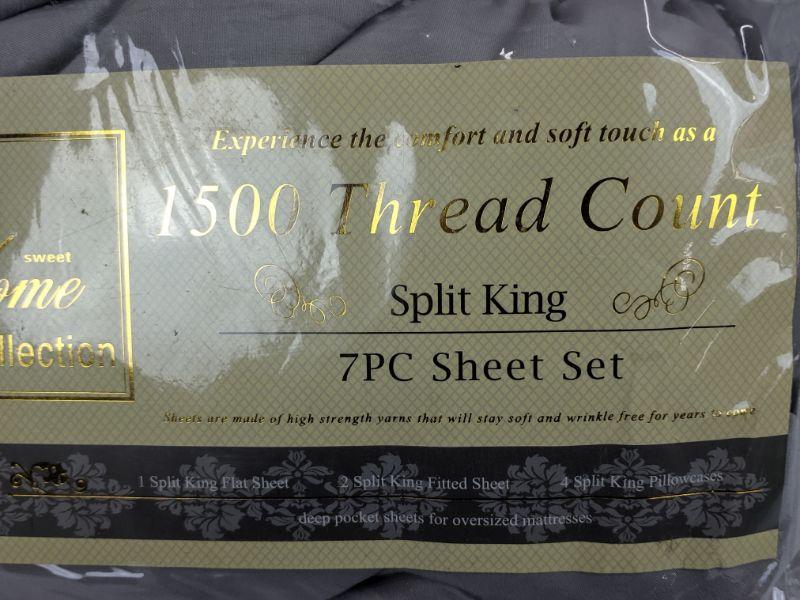 Experience the comfort and soft touch as a
1500 Thread Count
sweet
ome
llection
Split King
7PC Sheet Set
Sheets are made of high strength yarns that will stay soft and wrinkle free for years to come
1 Split King Flat Sheet 2 Split King Fitted Sheet 4 Split King Pillowcases
deep pocket sheets for oversized mattresses